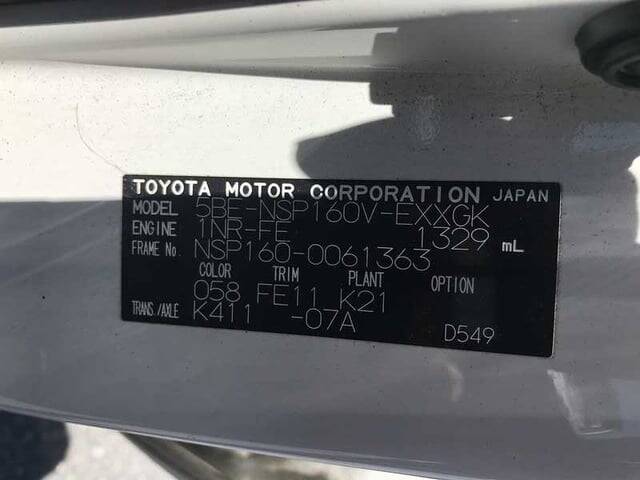 TOYOTA MOTOR CORPORATION JAPAN
MODEL 5BE-NSP160V-EXXGK
ENGINE 1NR-FE 1329 mL
FRAME No. NSP160-0061363
COLOR TRIM PLANT OPTION
058 FE11 K21
TRANS./AXLE K411 -07A
D549